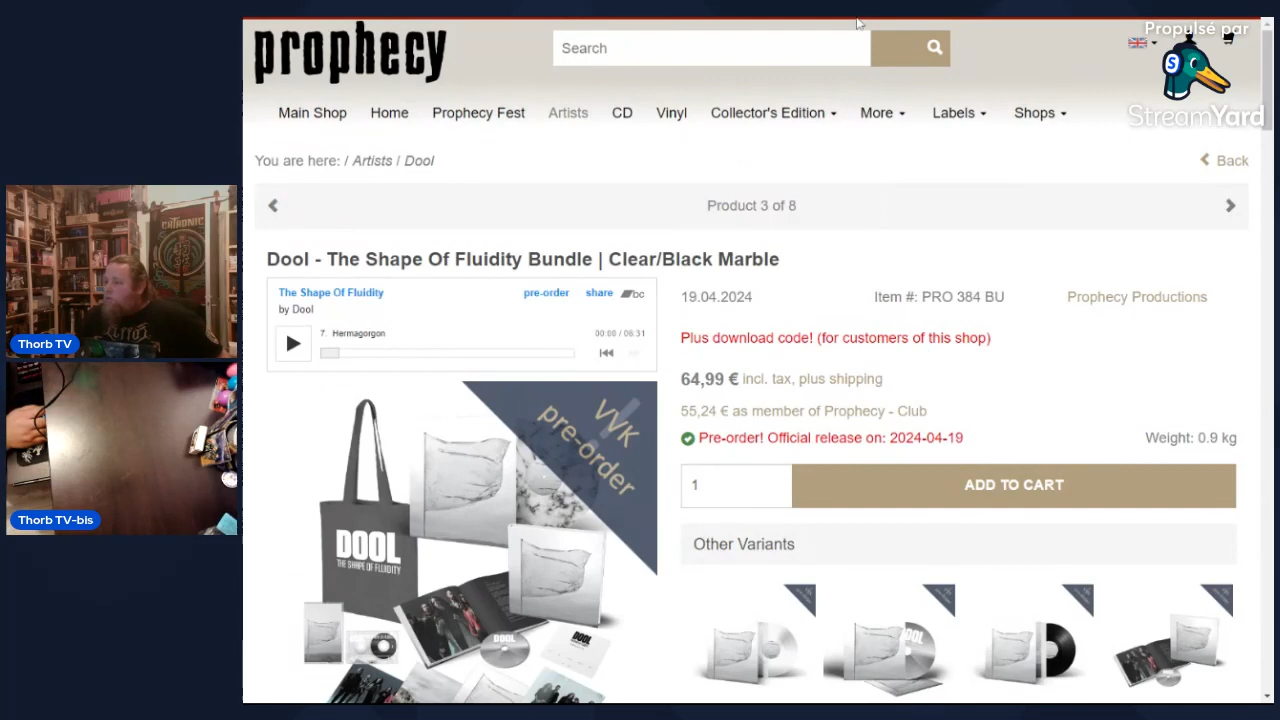 prophecy
Search
Propulsé par
S
StreamYard
Main Shop Home Prophecy Fest Artists CD Vinyl Collector's Edition More Labels Shops
You are here: / Artists / Dool
Back
Product 3 of 8
Dool - The Shape Of Fluidity Bundle | Clear/Black Marble
The Shape Of Fluidity pre-order share bc
by Dool
7. Hermagorgon 00:00 / 06:31
19.04.2024 Item #: PRO 384 BU Prophecy Productions
Plus download code! (for customers of this shop)
64,99 € incl. tax, plus shipping
55,24 € as member of Prophecy - Club
Pre-order! Official release on: 2024-04-19 Weight: 0.9 kg
1 ADD TO CART
Other Variants
VVK
pre-order
DOOL
THE SHAPE OF FLUIDITY
DOOL
DOOL
DOOL
Thorb TV
Thorb TV-bis